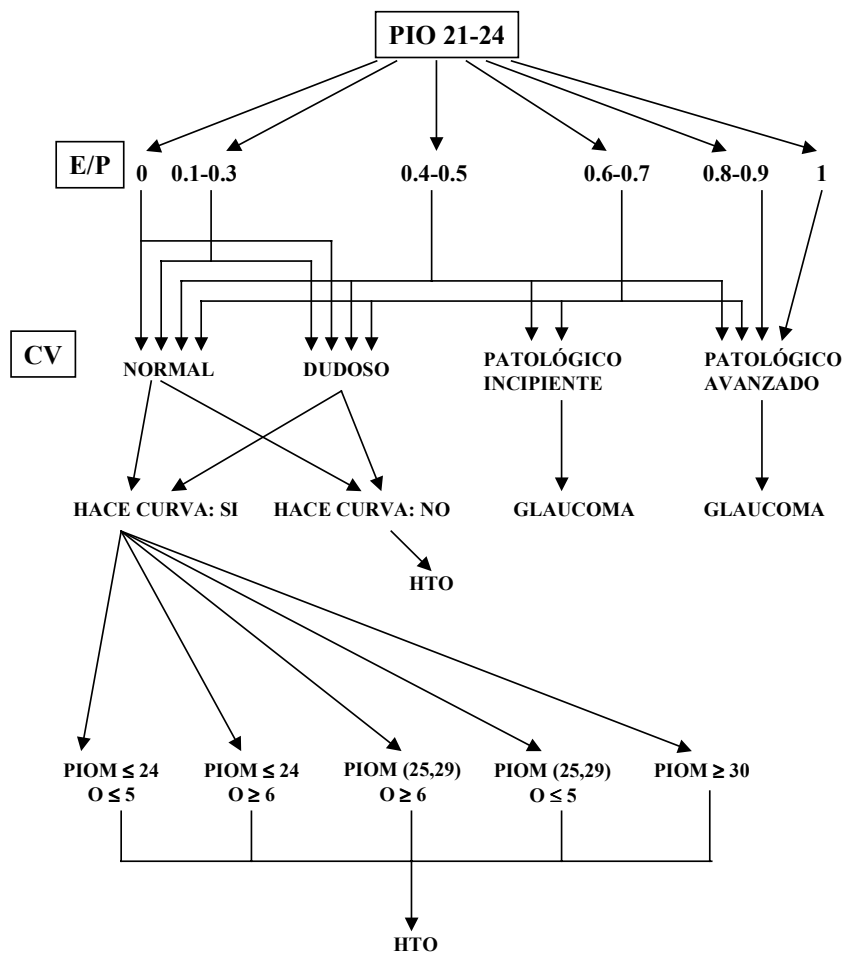 PIO 21-24
E/P
0 0.1-0.3 0.4-0.5 0.6-0.7 0.8-0.9 1
CV
NORMAL DUDOSO PATOLÓGICO PATOLÓGICO
INCIPIENTE AVANZADO
HACE CURVA: SI HACE CURVA: NO GLAUCOMA GLAUCOMA
HTO
PIOM ≤ 24 PIOM ≤ 24 PIOM (25,29) PIOM (25,29) PIOM ≥ 30
O ≤ 5 O ≥ 6 O ≥ 6 O ≤ 5
HTO